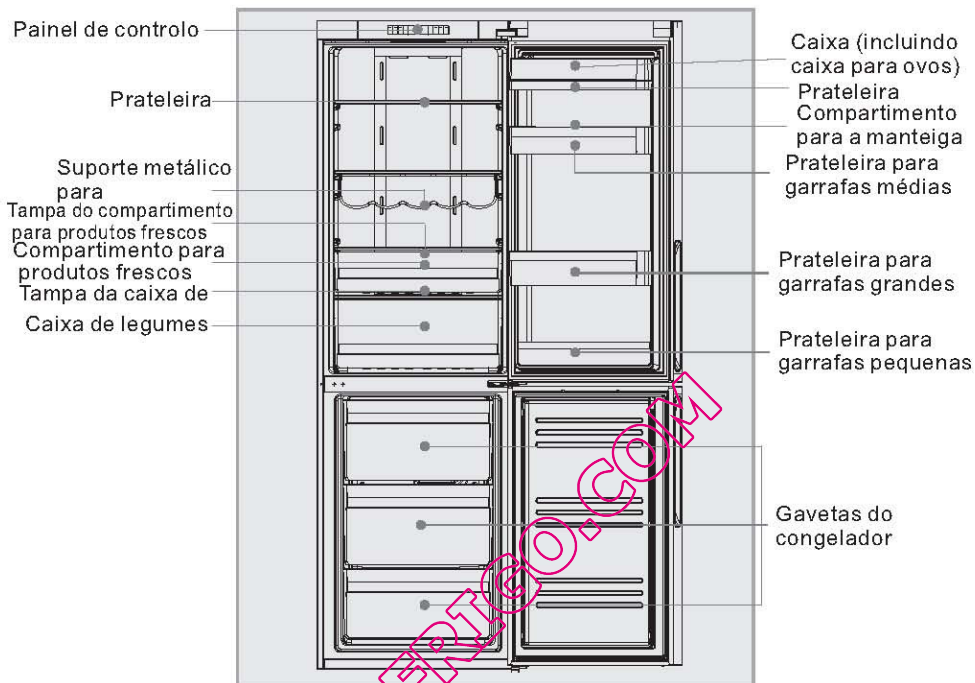 Painel de controlo
Prateleira
Suporte metálico
para
Tampa do compartimento
para produtos frescos
Compartimento para
produtos frescos
Tampa da caixa de
Caixa de legumes
Caixa (incluindo
caixa para ovos)
Prateleira
Compartimento
para a manteiga
Prateleira para
garrafas médias
Prateleira para
garrafas grandes
Prateleira para
garrafas pequenas
Gavetas do
congelador
ERIGO.COM